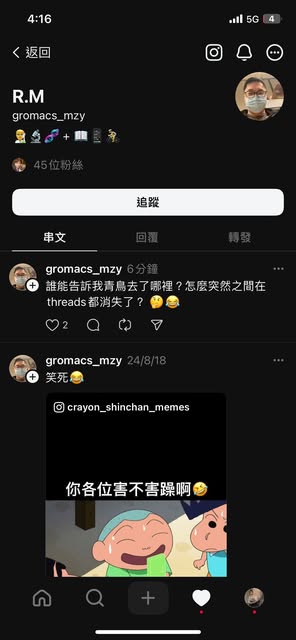 4:16
5G
4
返回
R.M
gromacs_mzy
+
45位粉絲
追蹤
串文
回覆
轉發
gromacs_mzy 6分鐘
誰能告訴我青鳥去了哪裡？怎麼突然之間在
threads都消失了？
2
gromacs_mzy 24/8/18
笑死
crayon_shinchan_memes
你各位害不害躁啊